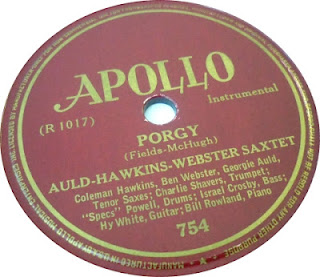 APOLLO
Instrumental
(R 1017)
PORGY
(Fields-McHugh)
AULD-HAWKINS-WEBSTER SAXTET
Coleman Hawkins, Ben Webster, Georgie Auld,
Tenor Saxes; Charlie Shavers, Trumpet;
"Specs" Powell, Drums; Israel Crosby, Bass;
Hy White, Guitar; Bill Rowland, Piano
754
A